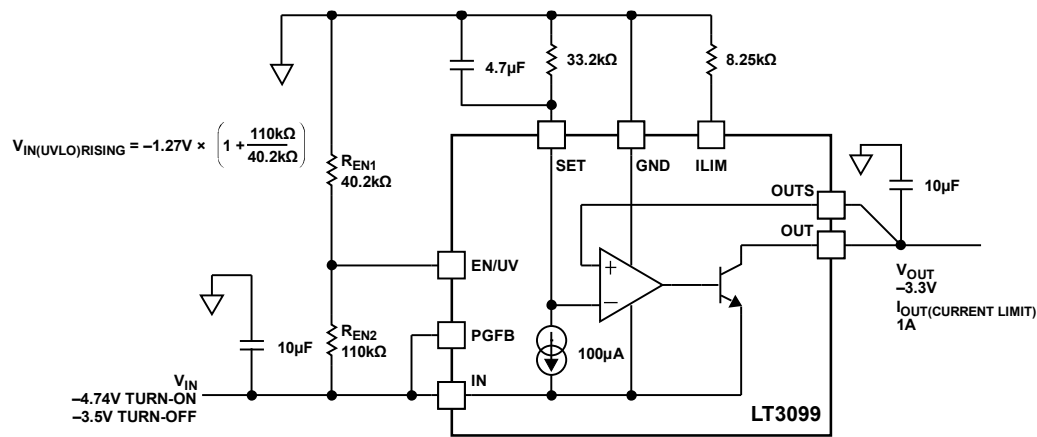 4.7µF
33.2kΩ
8.25kΩ
V_IN(UVLO)RISING = –1.27V × (1 + 110kΩ/40.2kΩ)
R_EN1
40.2kΩ
SET
GND
ILIM
OUTS
10µF
OUT
EN/UV
+
–
V_OUT
–3.3V
I_OUT(CURRENT LIMIT)
1A
10µF
R_EN2
110kΩ
PGFB
100µA
V_IN
–4.74V TURN-ON
–3.5V TURN-OFF
IN
LT3099